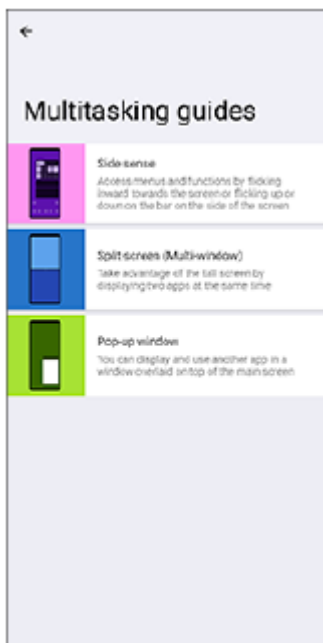 Multitasking guides
Side sense
Access menus and functions by flicking
inward towards the screen or flicking up or
down on the bar on the side of the screen
Split-screen (Multi-window)
Take advantage of the tall screen by
displaying two apps at the same time
Pop-up window
You can display and use another app in a
window overlaid on top of the main screen